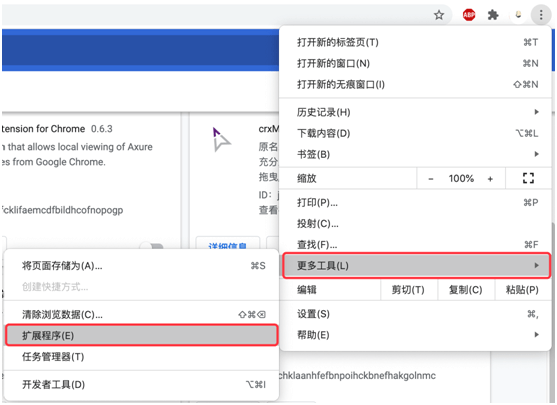 ABP
打开新的标签页(T) ⌘T
打开新的窗口(N) ⌘N
打开新的无痕窗口(I) ⇧⌘N
历史记录(H)
下载内容(D) ⌥⌘L
书签(B)
缩放 - 100% +
打印(P)... ⌘P
投射(C)...
查找(F)... ⌘F
更多工具(L)
编辑 剪切(T) 复制(C) 粘贴(P)
设置(S) ⌘,
帮助(E)
tension for Chrome 0.6.3
n that allows local viewing of Axure
es from Google Chrome.
fcklifaemcdfbildhcofnopogp
crxM
原名
充分
拖曳
ID: j
查看
详细信息
将页面存储为(A)... ⌘S
创建快捷方式...
清除浏览数据(C)... ⇧⌘⌫
扩展程序(E)
任务管理器(T)
开发者工具(D) ⌥⌘I
chklaanhfefbnpoihckbnefhakgolnmc